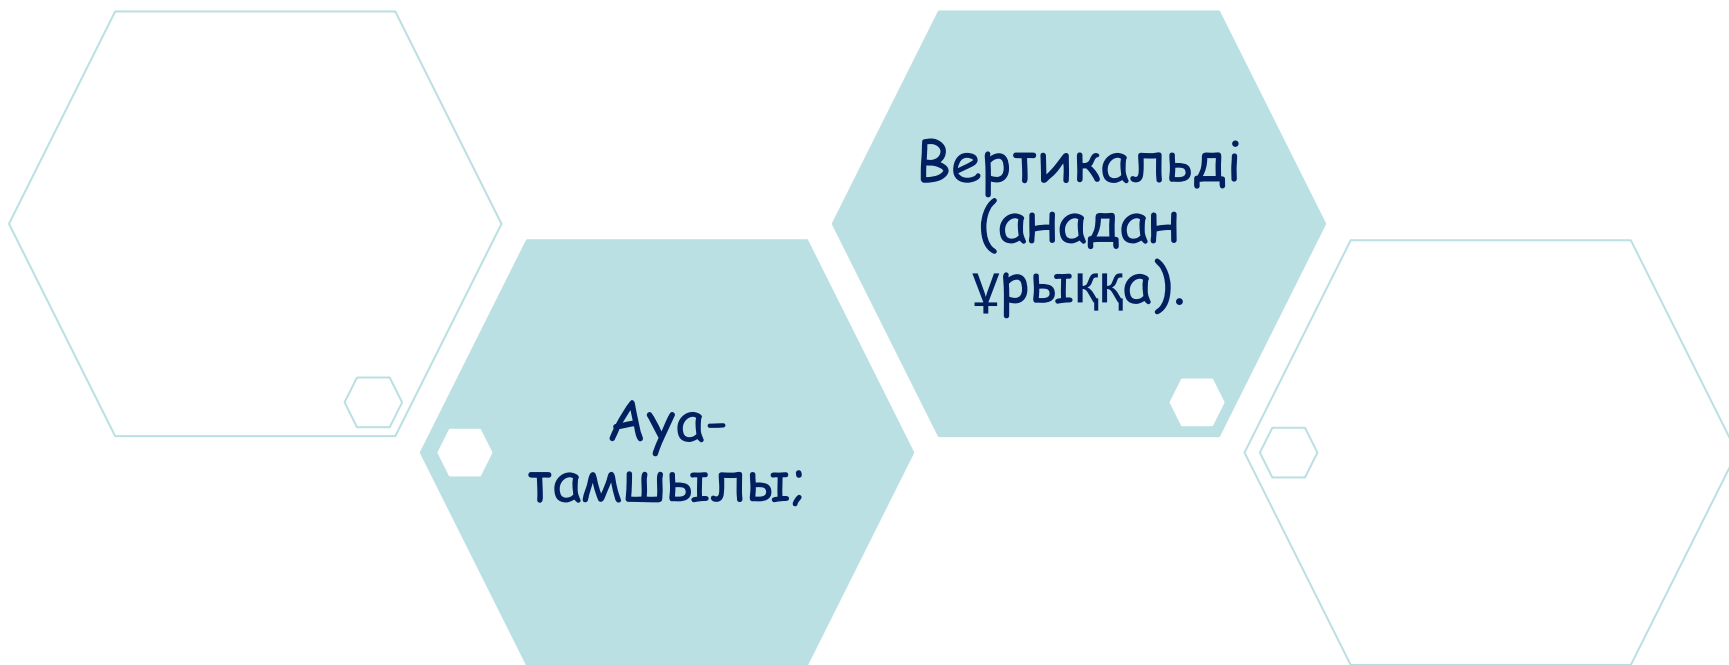 Ауа-
тамшылы;
Вертикальді
(анадан
ұрыққа).